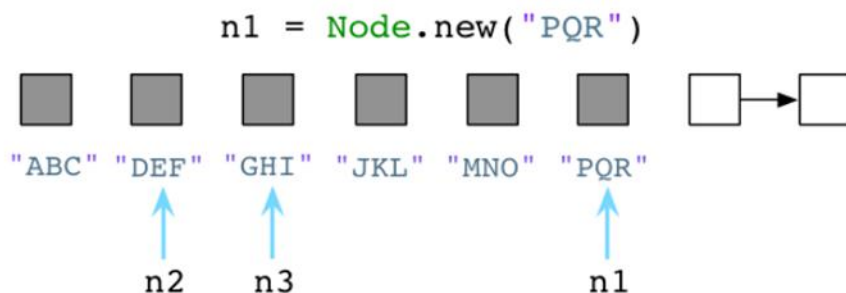 n1 = Node.new("PQR")
"ABC" "DEF" "GHI" "JKL" "MNO" "PQR"
n2 n3 n1